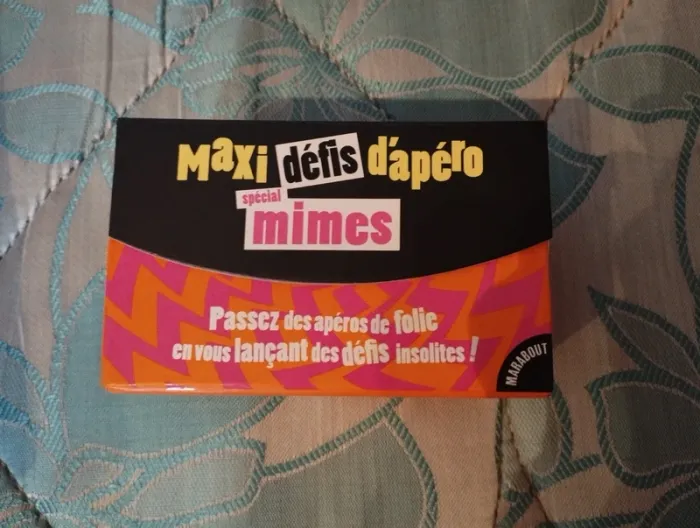 Maxi défis d'apéro
spécial
mimes
Passez des apéros de folie
en vous lançant des défis insolites !
MARABOUT